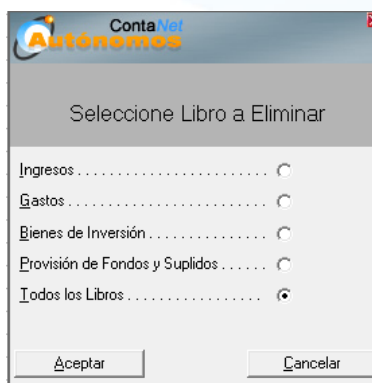 ContaNet
Autónomos
Seleccione Libro a Eliminar
Ingresos . . . . . . . . . . . . . . . . . . . . . . . .
Gastos . . . . . . . . . . . . . . . . . . . . . . . . .
Bienes de Inversión . . . . . . . . . . . . . . .
Provisión de Fondos y Suplidos . . . . . .
Todos los Libros . . . . . . . . . . . . . . . . .
Aceptar Cancelar